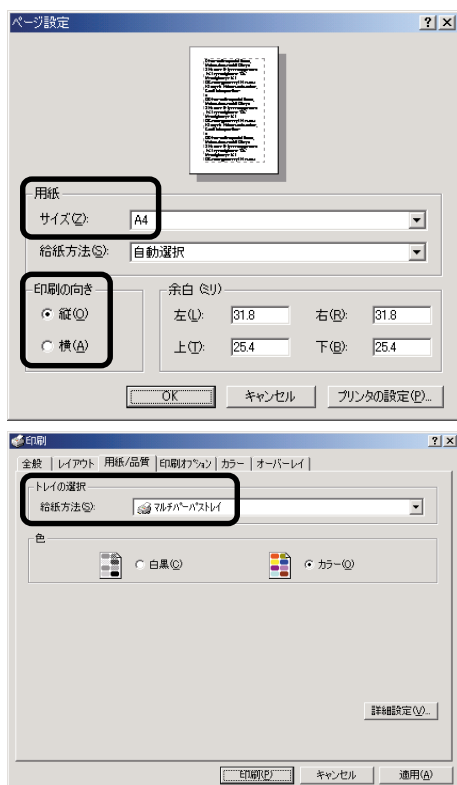 ページ設定
用紙
サイズ(Z): A4
給紙方法(S): 自動選択
印刷の向き 余白(ミリ)
縦(O) 左(L): 31.8 右(R): 31.8
横(A) 上(T): 25.4 下(B): 25.4
OK キャンセル プリンタの設定(P)...
印刷
全般 レイアウト 用紙/品質 印刷オプション カラー オーバーレイ
トレイの選択
給紙方法(S): マルチパーパストレイ
色
白黒(C) カラー(O)
詳細設定(V)...
印刷(P) キャンセル 適用(A)